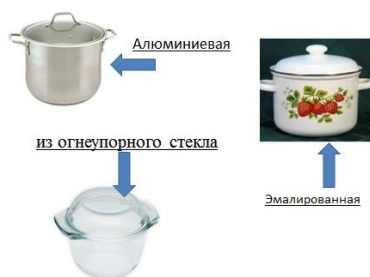 Алюминиевая
из огнеупорного стекла
Эмалированная